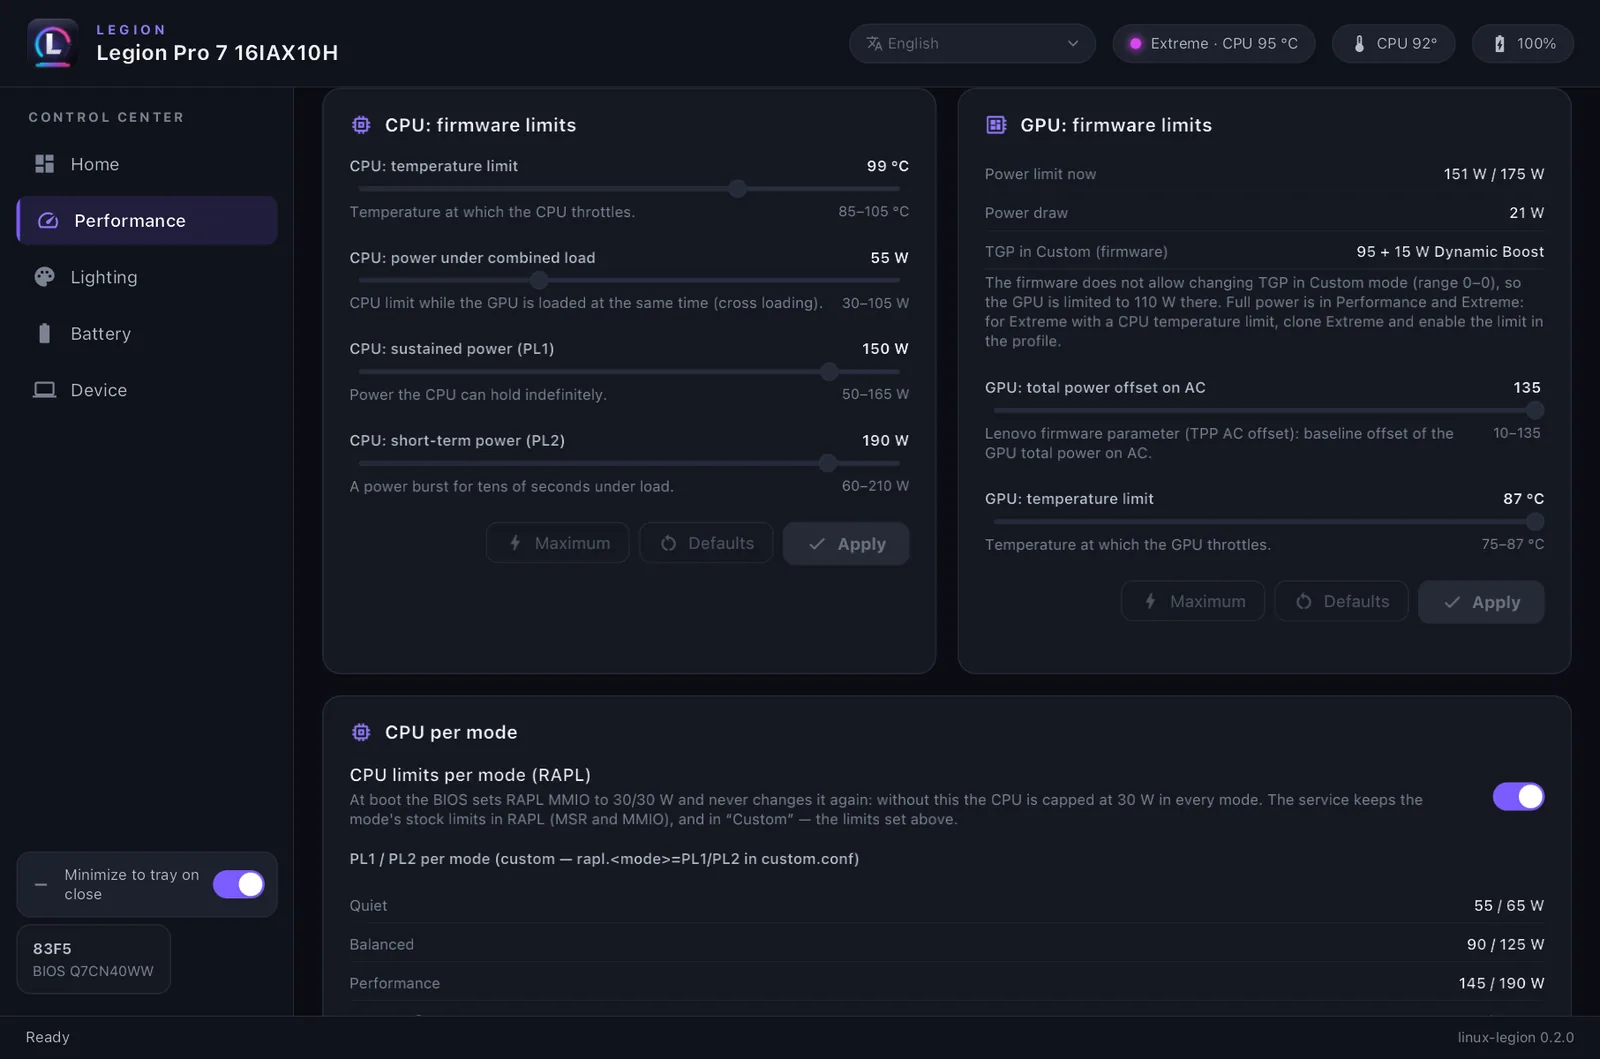 LEGION
Legion Pro 7 16IAX10H
English
Extreme · CPU 95 °C
CPU 92°
100%
CONTROL CENTER
Home
Performance
Lighting
Battery
Device
Minimize to tray on
close
83F5
BIOS Q7CN40WW
CPU: firmware limits
CPU: temperature limit
99 °C
Temperature at which the CPU throttles.
85–105 °C
CPU: power under combined load
55 W
CPU limit while the GPU is loaded at the same time (cross loading).
30–105 W
CPU: sustained power (PL1)
150 W
Power the CPU can hold indefinitely.
50–165 W
CPU: short-term power (PL2)
190 W
A power burst for tens of seconds under load.
60–210 W
Maximum
Defaults
Apply
GPU: firmware limits
Power limit now
151 W / 175 W
Power draw
21 W
TGP in Custom (firmware)
95 + 15 W Dynamic Boost
The firmware does not allow changing TGP in Custom mode (range 0–0), so
the GPU is limited to 110 W there. Full power is in Performance and Extreme:
for Extreme with a CPU temperature limit, clone Extreme and enable the limit in
the profile.
GPU: total power offset on AC
135
Lenovo firmware parameter (TPP AC offset): baseline offset of the
GPU total power on AC.
10–135
GPU: temperature limit
87 °C
Temperature at which the GPU throttles.
75–87 °C
Maximum
Defaults
Apply
CPU per mode
CPU limits per mode (RAPL)
At boot the BIOS sets RAPL MMIO to 30/30 W and never changes it again: without this the CPU is capped at 30 W in every mode. The service keeps the
mode's stock limits in RAPL (MSR and MMIO), and in “Custom” — the limits set above.
PL1 / PL2 per mode (custom — rapl.<mode>=PL1/PL2 in custom.conf)
Quiet
55 / 65 W
Balanced
90 / 125 W
Performance
145 / 190 W
Ready
linux-legion 0.2.0